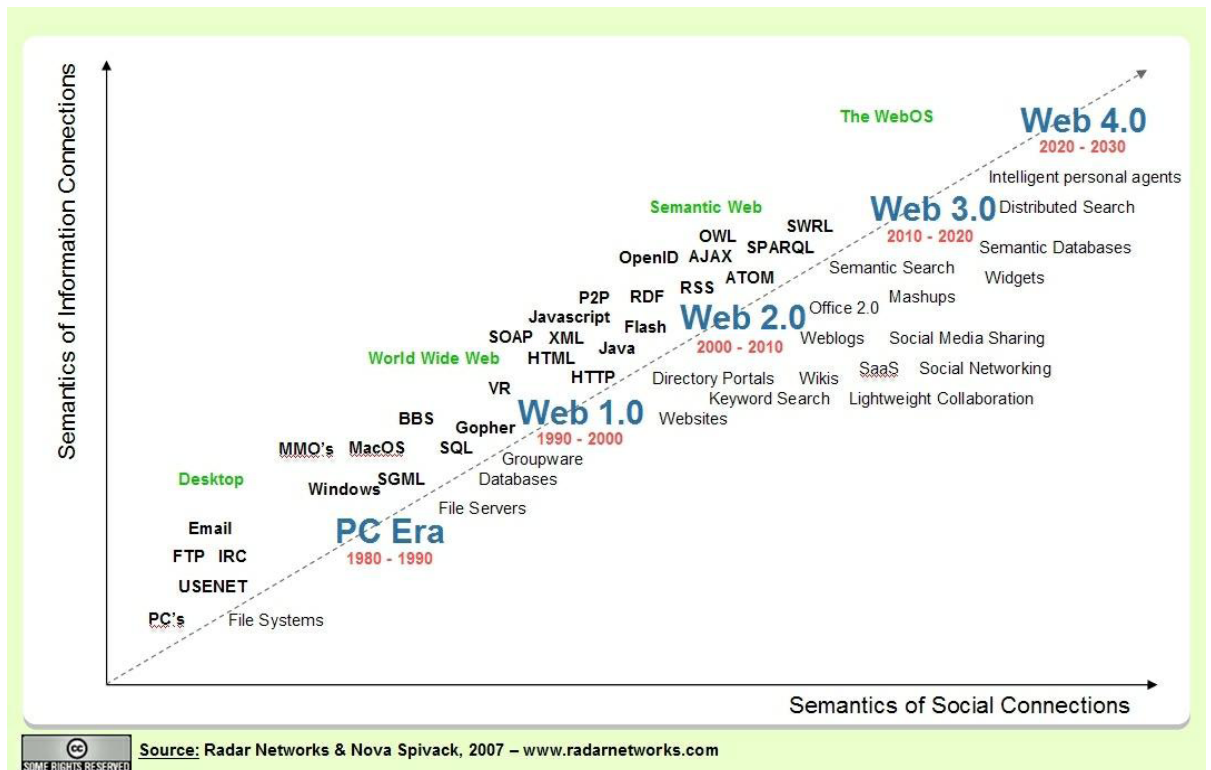 Semantics of Information Connections
The WebOS
Web 4.0
2020 - 2030
Intelligent personal agents
Semantic Web
Web 3.0
Distributed Search
2010 - 2020
SWRL
OWL
SPARQL
Semantic Databases
OpenID
AJAX
Semantic Search
Widgets
ATOM
RSS
P2P
RDF
Mashups
Office 2.0
Web 2.0
Javascript
Flash
2000 - 2010
SOAP
XML
Weblogs
Social Media Sharing
Java
World Wide Web
HTML
SaaS
Social Networking
HTTP
Directory Portals
Wikis
VR
Keyword Search
Lightweight Collaboration
Web 1.0
Websites
BBS
Gopher
1990 - 2000
MMO's
MacOS
SQL
Groupware
Desktop
Windows
SGML
Databases
File Servers
Email
PC Era
1980 - 1990
FTP
IRC
USENET
PC's
File Systems
Semantics of Social Connections
cc
SOME RIGHTS RESERVED
Source: Radar Networks & Nova Spivack, 2007 – www.radarnetworks.com